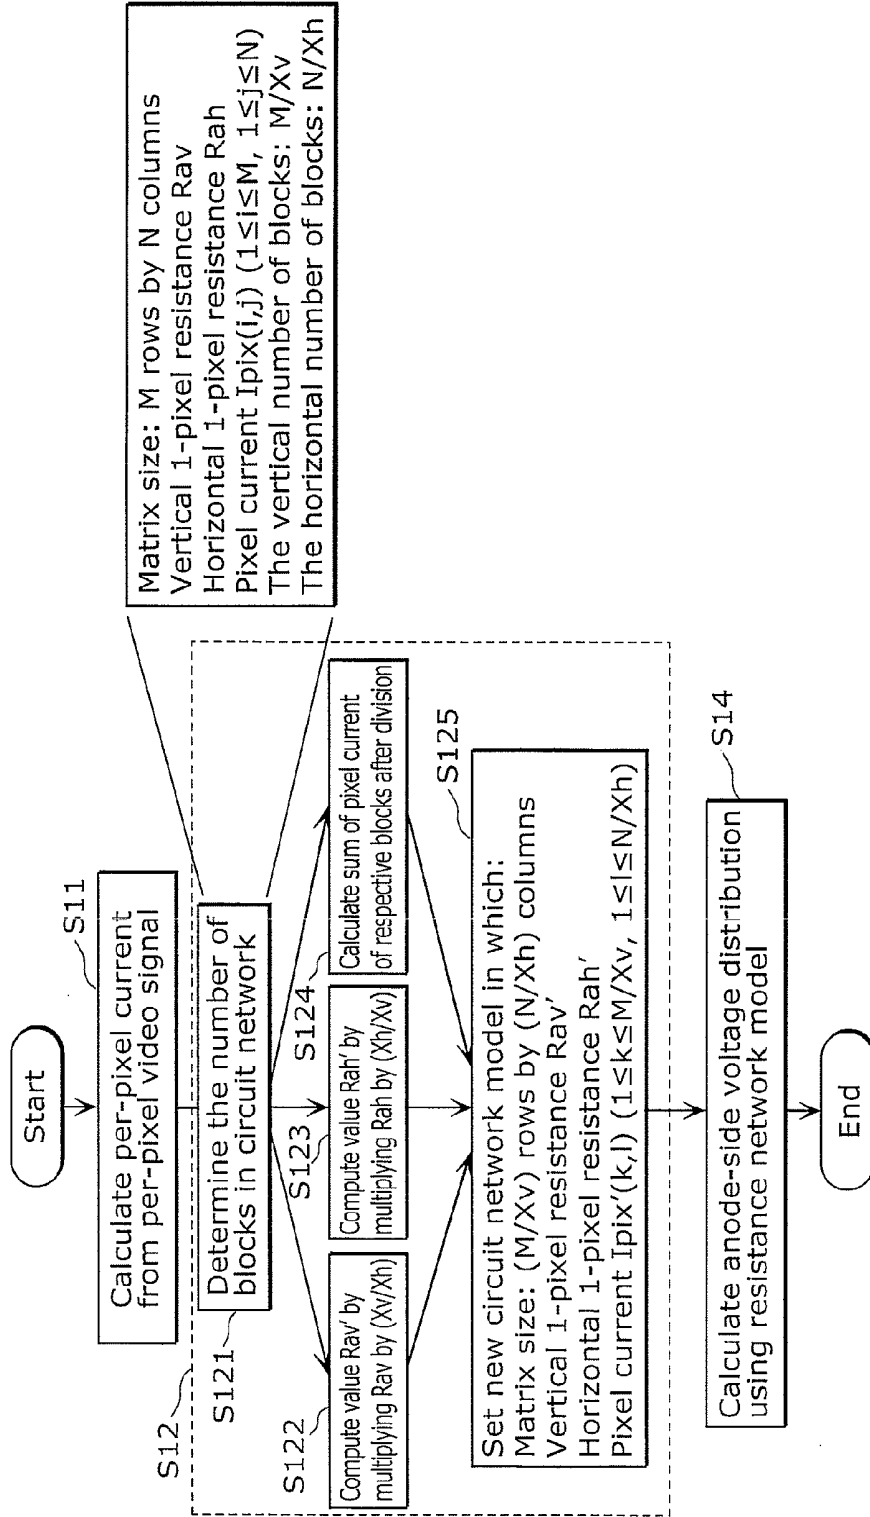 Start
S11
Calculate per-pixel current
from per-pixel video signal
S12
S121
Determine the number of
blocks in circuit network
Matrix size: M rows by N columns
Vertical 1-pixel resistance Rav
Horizontal 1-pixel resistance Rah
Pixel current Ipix(i,j) (1≤i≤M, 1≤j≤N)
The vertical number of blocks: M/Xv
The horizontal number of blocks: N/Xh
S122
Compute value Rav' by
multiplying Rav by (Xv/Xh)
S123
Compute value Rah' by
multiplying Rah by (Xh/Xv)
S124
Calculate sum of pixel current
of respective blocks after division
S125
Set new circuit network model in which:
Matrix size: (M/Xv) rows by (N/Xh) columns
Vertical 1-pixel resistance Rav'
Horizontal 1-pixel resistance Rah'
Pixel current Ipix'(k,l) (1≤k≤M/Xv, 1≤l≤N/Xh)
S14
Calculate anode-side voltage distribution
using resistance network model
End